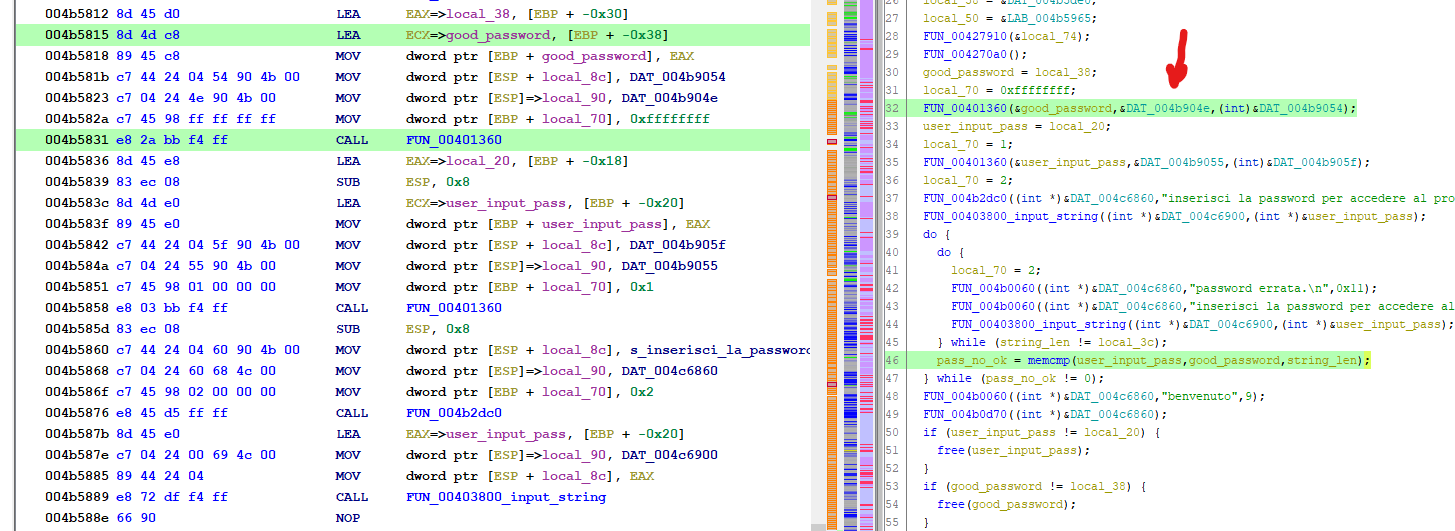 004b5812 8d 45 d0 LEA EAX=>local_38, [EBP + -0x30]
004b5815 8d 4d c8 LEA ECX=>good_password, [EBP + -0x38]
004b5818 89 45 c8 MOV dword ptr [EBP + good_password], EAX
004b581b c7 44 24 04 54 90 4b 00 MOV dword ptr [ESP + local_8c], DAT_004b9054
004b5823 c7 04 24 4e 90 4b 00 MOV dword ptr [ESP]=>local_90, DAT_004b904e
004b582a c7 45 98 ff ff ff ff MOV dword ptr [EBP + local_70], 0xffffffff
004b5831 e8 2a bb f4 ff CALL FUN_00401360
004b5836 8d 45 e8 LEA EAX=>local_20, [EBP + -0x18]
004b5839 83 ec 08 SUB ESP, 0x8
004b583c 8d 4d e0 LEA ECX=>user_input_pass, [EBP + -0x20]
004b583f 89 45 e0 MOV dword ptr [EBP + user_input_pass], EAX
004b5842 c7 44 24 04 5f 90 4b 00 MOV dword ptr [ESP + local_8c], DAT_004b905f
004b584a c7 04 24 55 90 4b 00 MOV dword ptr [ESP]=>local_90, DAT_004b9055
004b5851 c7 45 98 01 00 00 00 MOV dword ptr [EBP + local_70], 0x1
004b5858 e8 03 bb f4 ff CALL FUN_00401360
004b585d 83 ec 08 SUB ESP, 0x8
004b5860 c7 44 24 04 60 90 4b 00 MOV dword ptr [ESP + local_8c], s_inserisci_la_password
004b5868 c7 04 24 60 68 4c 00 MOV dword ptr [ESP]=>local_90, DAT_004c6860
004b586f c7 45 98 02 00 00 00 MOV dword ptr [EBP + local_70], 0x2
004b5876 e8 45 d5 ff ff CALL FUN_004b2dc0
004b587b 8d 45 e0 LEA EAX=>user_input_pass, [EBP + -0x20]
004b587e c7 04 24 00 69 4c 00 MOV dword ptr [ESP]=>local_90, DAT_004c6900
004b5885 89 44 24 04 MOV dword ptr [ESP + local_8c], EAX
004b5889 e8 72 df f4 ff CALL FUN_00403800_input_string
004b588e 66 90 NOP
27 local_50 = &LAB_004b5965;
28 FUN_00427910(&local_74);
29 FUN_004270a0();
30 good_password = local_38;
31 local_70 = 0xffffffff;
32 FUN_00401360(&good_password,&DAT_004b904e,(int)&DAT_004b9054);
33 user_input_pass = local_20;
34 local_70 = 1;
35 FUN_00401360(&user_input_pass,&DAT_004b9055,(int)&DAT_004b905f);
36 local_70 = 2;
37 FUN_004b2dc0((int *)&DAT_004c6860,"inserisci la password per accedere al pro
38 FUN_00403800_input_string((int *)&DAT_004c6900,(int *)&user_input_pass);
39 do {
40 do {
41 local_70 = 2;
42 FUN_004b0060((int *)&DAT_004c6860,"password errata.\n",0x11);
43 FUN_004b0060((int *)&DAT_004c6860,"inserisci la password per accedere al
44 FUN_00403800_input_string((int *)&DAT_004c6900,(int *)&user_input_pass);
45 } while (string_len != local_3c);
46 pass_no_ok = memcmp(user_input_pass,good_password,string_len);
47 } while (pass_no_ok != 0);
48 FUN_004b0060((int *)&DAT_004c6860,"benvenuto",9);
49 FUN_004b0d70((int *)&DAT_004c6860);
50 if (user_input_pass != local_20) {
51 free(user_input_pass);
52 }
53 if (good_password != local_38) {
54 free(good_password);
55 }